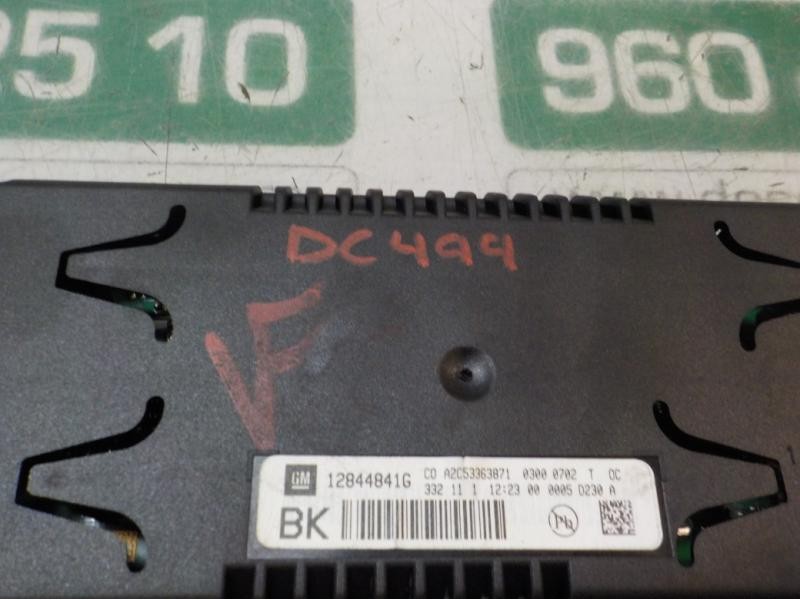 25 10
960
DC494
VF
GM 12844841G CO A2C53363871 0300 0702 T OC
332 11 1 12:23 00 0005 D230 A
BK
Pb